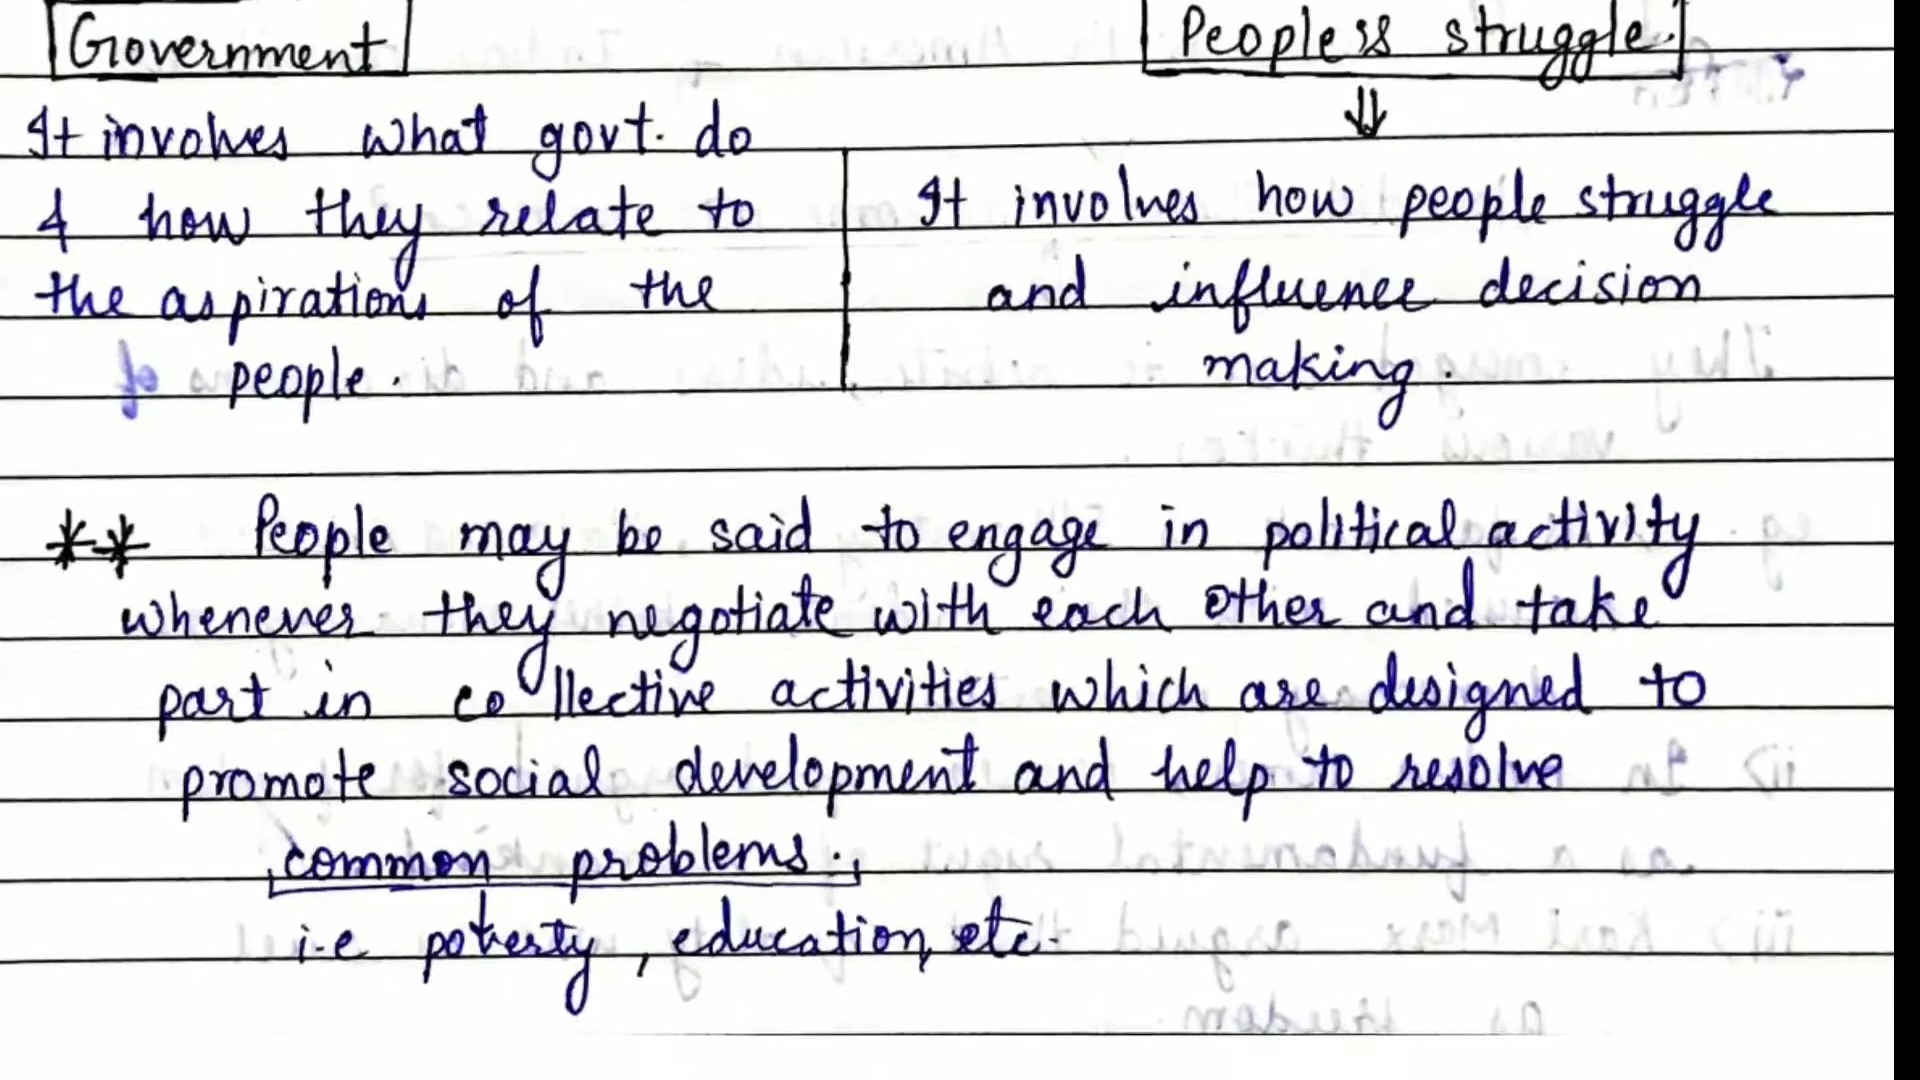 Government
It involves what govt. do
& how they relate to
the aspirations of the
people.
People's struggle.
⇓
It involves how people struggle
and influence decision
making.
** People may be said to engage in political activity
whenever they negotiate with each other and take
part in collective activities which are designed to
promote social development and help to resolve
common problems.
i.e poverty, education, etc.